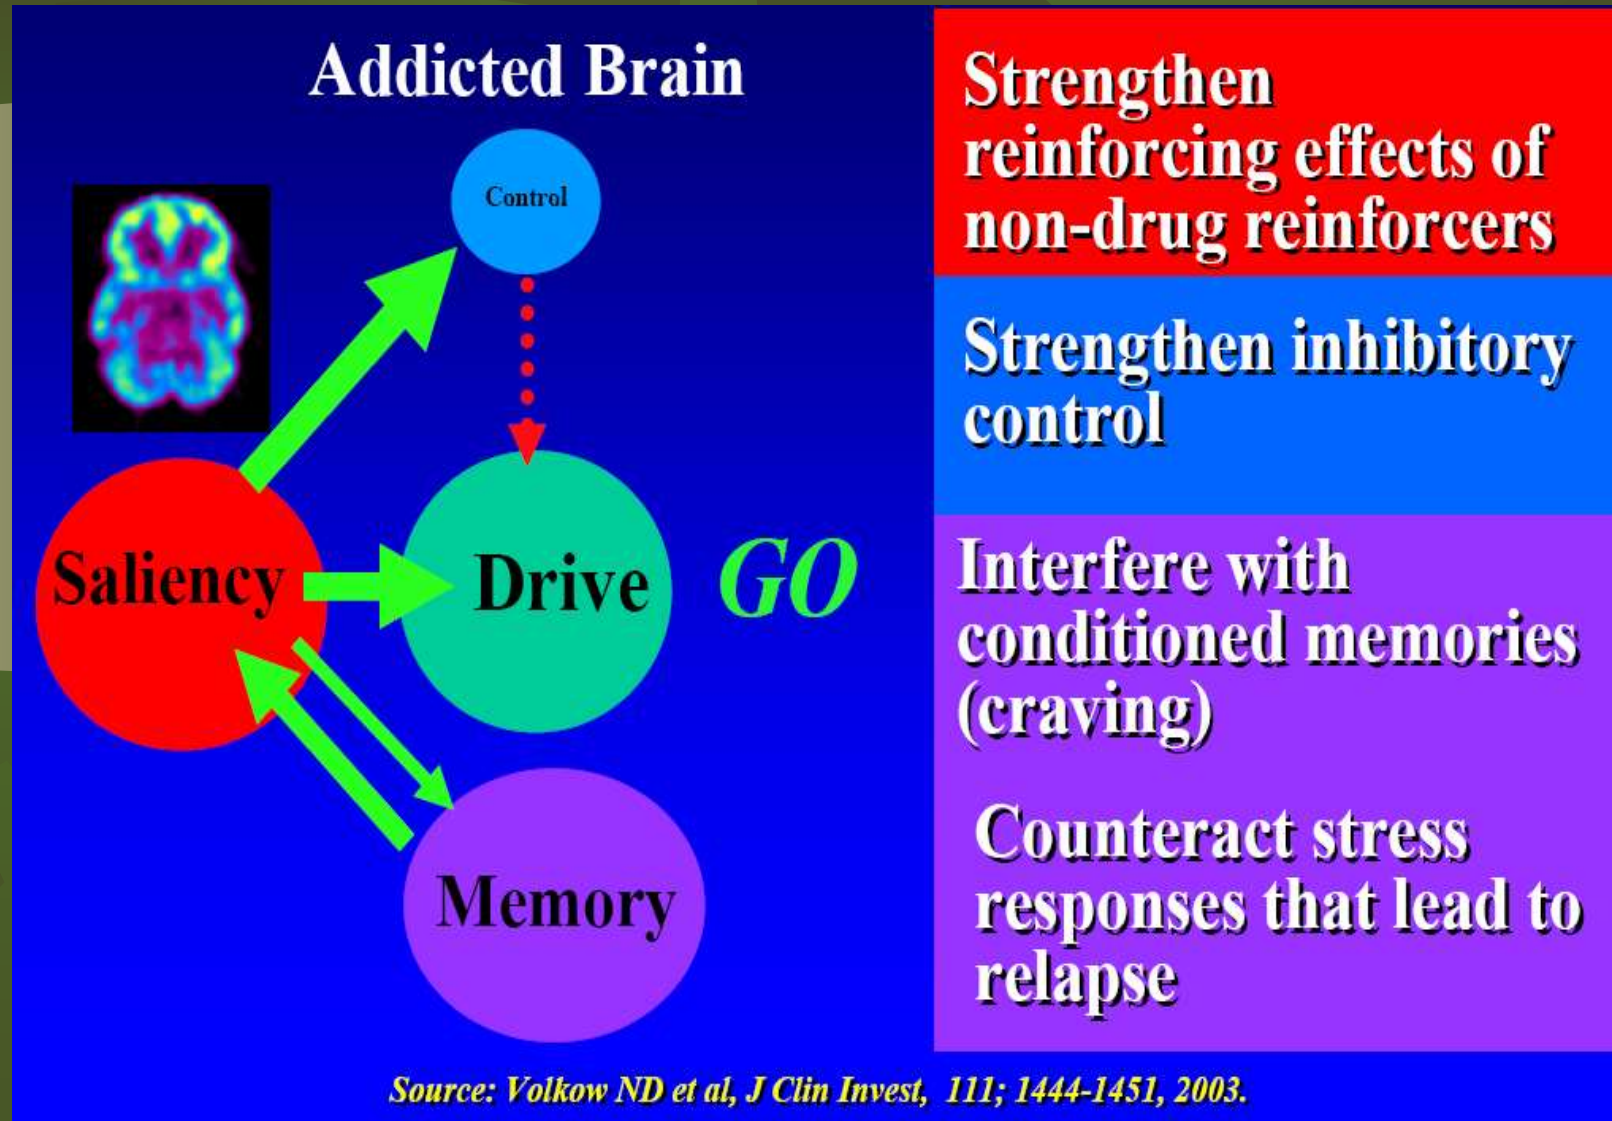 Addicted Brain
Control
Saliency
Drive
GO
Memory
Strengthen
reinforcing effects of
non-drug reinforcers
Strengthen inhibitory
control
Interfere with
conditioned memories
(craving)
Counteract stress
responses that lead to
relapse
Source: Volkow ND et al, J Clin Invest, 111; 1444-1451, 2003.